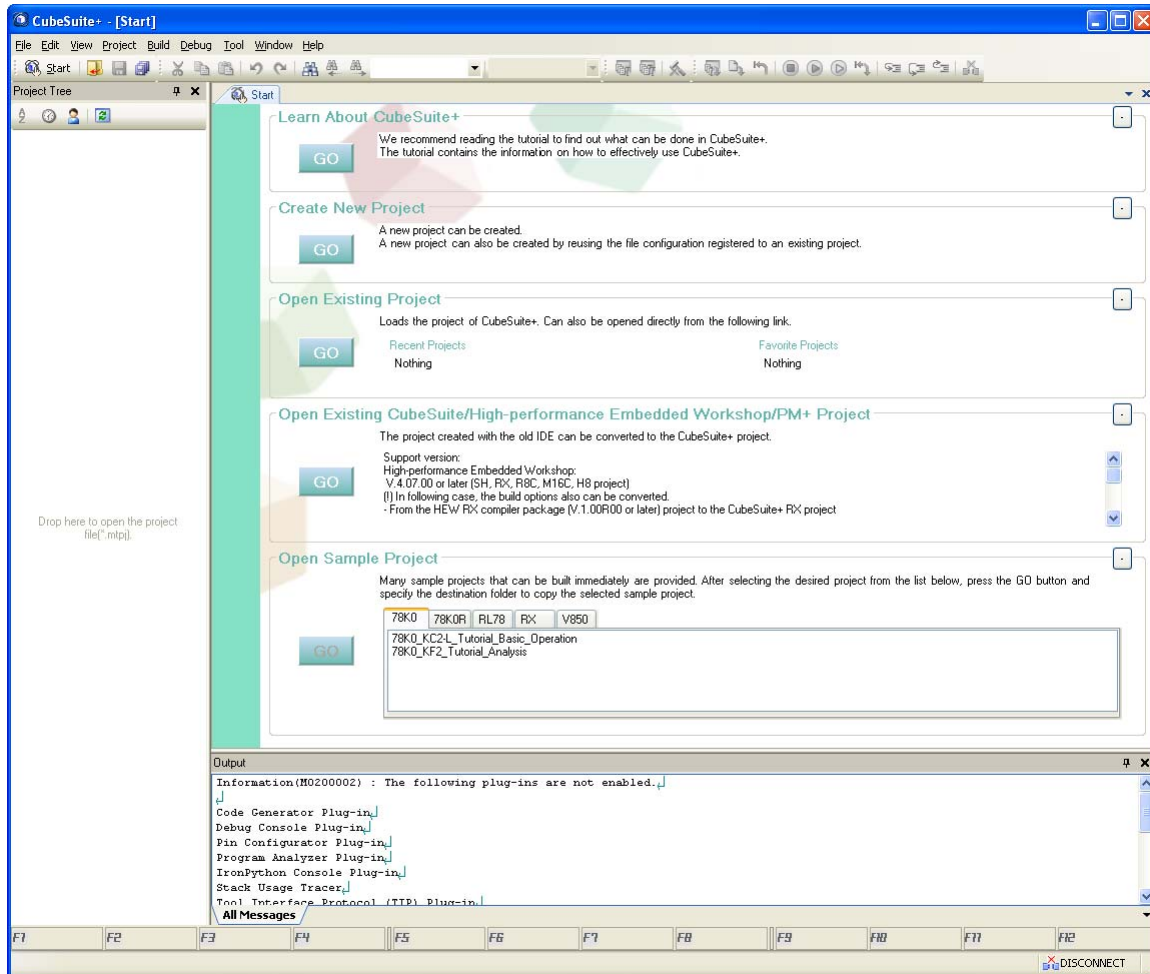 CubeSuite+ - [Start]
File Edit View Project Build Debug Tool Window Help
Start
Project Tree
Start
Learn About CubeSuite+
GO
We recommend reading the tutorial to find out what can be done in CubeSuite+.
The tutorial contains the information on how to effectively use CubeSuite+.
Create New Project
GO
A new project can be created.
A new project can also be created by reusing the file configuration registered to an existing project.
Open Existing Project
Loads the project of CubeSuite+. Can also be opened directly from the following link.
GO
Recent Projects Favorite Projects
Nothing Nothing
Open Existing CubeSuite/High-performance Embedded Workshop/PM+ Project
The project created with the old IDE can be converted to the CubeSuite+ project.
GO
Support version:
High-performance Embedded Workshop:
V.4.07.00 or later (SH, RX, R8C, M16C, H8 project)
(!) In following case, the build options also can be converted.
- From the HEW RX compiler package (V.1.00R00 or later) project to the CubeSuite+ RX project
Drop here to open the project
file(*.mtpj).
Open Sample Project
Many sample projects that can be built immediately are provided. After selecting the desired project from the list below, press the GO button and
specify the destination folder to copy the selected sample project.
78K0 78K0R RL78 RX V850
GO
78K0_KC2-L_Tutorial_Basic_Operation
78K0_KF2_Tutorial_Analysis
Output
Information(M0200002) : The following plug-ins are not enabled.
Code Generator Plug-in
Debug Console Plug-in
Pin Configurator Plug-in
Program Analyzer Plug-in
IronPython Console Plug-in
Stack Usage Tracer
Tool Interface Protocol (TIP) Plug-in
All Messages
F1 F2 F3 F4 F5 F6 F7 F8 F9 F10 F11 F12
DISCONNECT